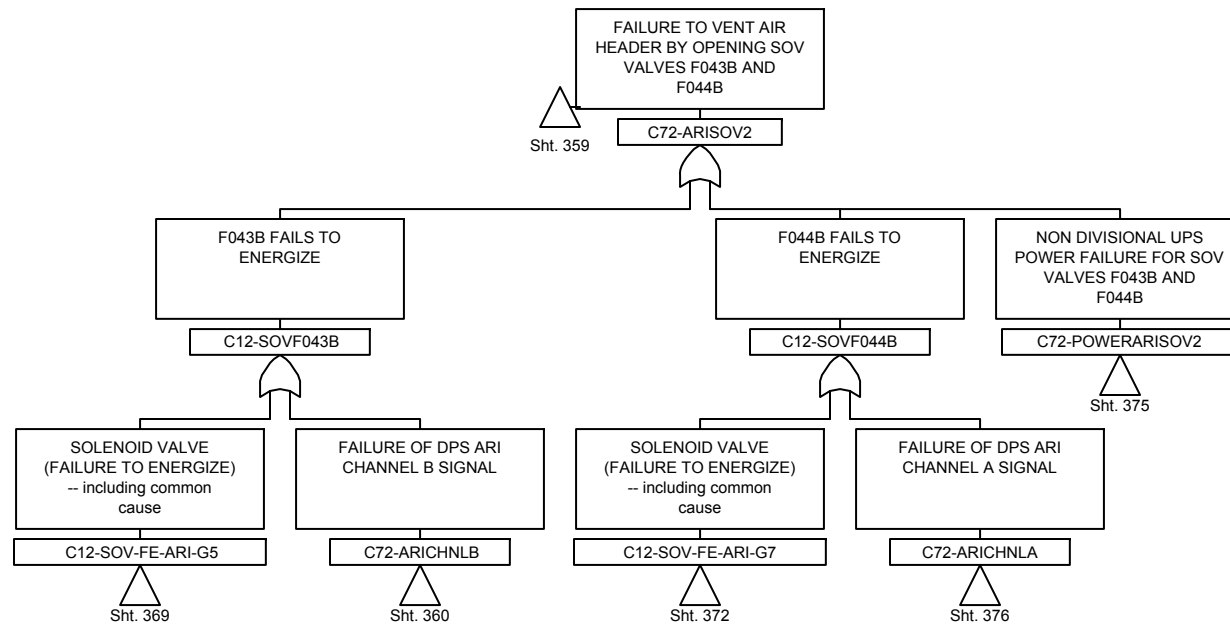 FAILURE TO VENT AIR
HEADER BY OPENING SOV
VALVES F043B AND
F044B
Sht. 359
C72-ARISOV2
F043B FAILS TO
ENERGIZE
C12-SOVF043B
F044B FAILS TO
ENERGIZE
C12-SOVF044B
NON DIVISIONAL UPS
POWER FAILURE FOR SOV
VALVES F043B AND
F044B
C72-POWERARISOV2
Sht. 375
SOLENOID VALVE
(FAILURE TO ENERGIZE)
-- including common
cause
C12-SOV-FE-ARI-G5
Sht. 369
FAILURE OF DPS ARI
CHANNEL B SIGNAL
C72-ARICHNLB
Sht. 360
SOLENOID VALVE
(FAILURE TO ENERGIZE)
-- including common
cause
C12-SOV-FE-ARI-G7
Sht. 372
FAILURE OF DPS ARI
CHANNEL A SIGNAL
C72-ARICHNLA
Sht. 376